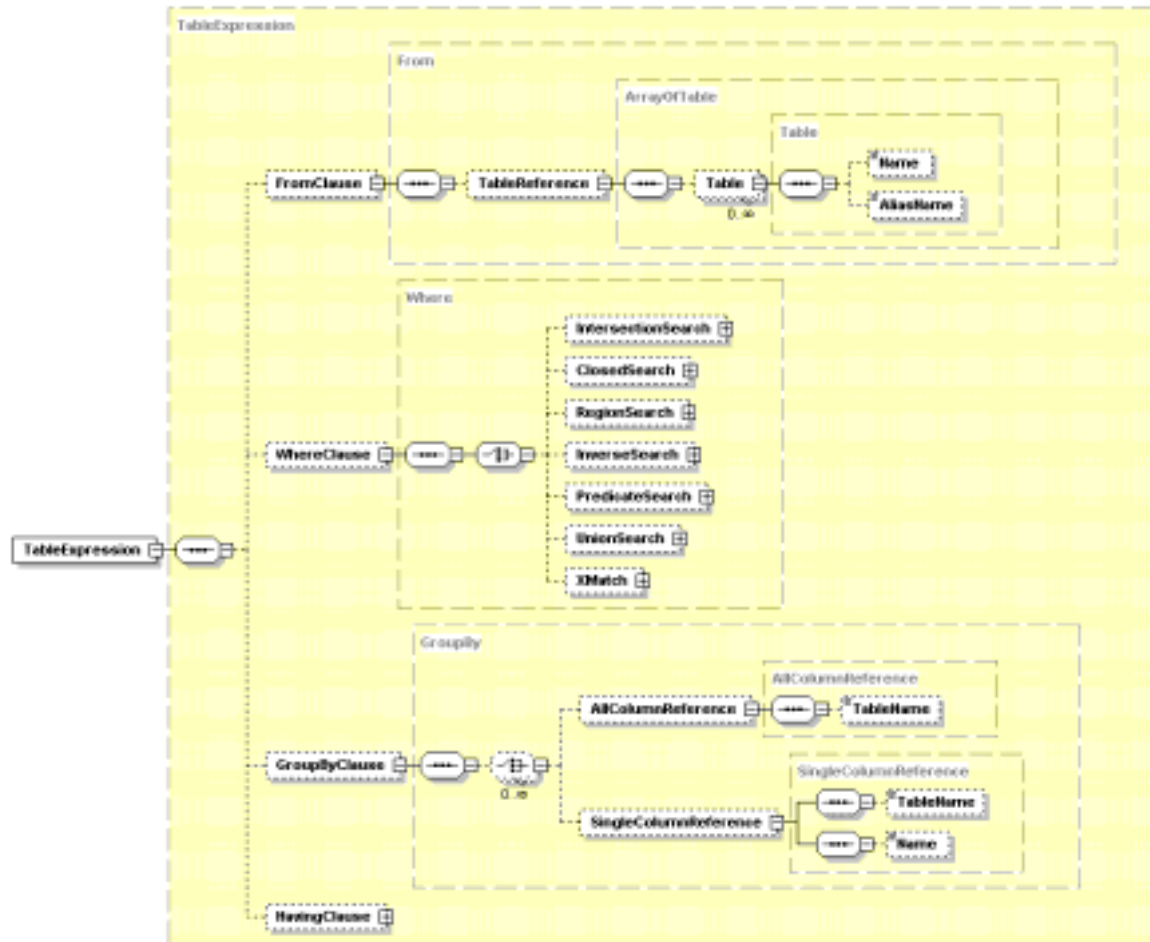 TableExpression
From
ArrayOfTable
Table
Name
FromClause
TableReference
Table
AliasName
0..∞
Where
IntersectionSearch
ClosedSearch
RegionSearch
WhereClause
InverseSearch
PredicateSearch
UnionSearch
TableExpression
XMatch
GroupBy
AllColumnReference
AllColumnReference
TableName
GroupByClause
0..∞
SingleColumnReference
TableName
SingleColumnReference
Name
HavingClause